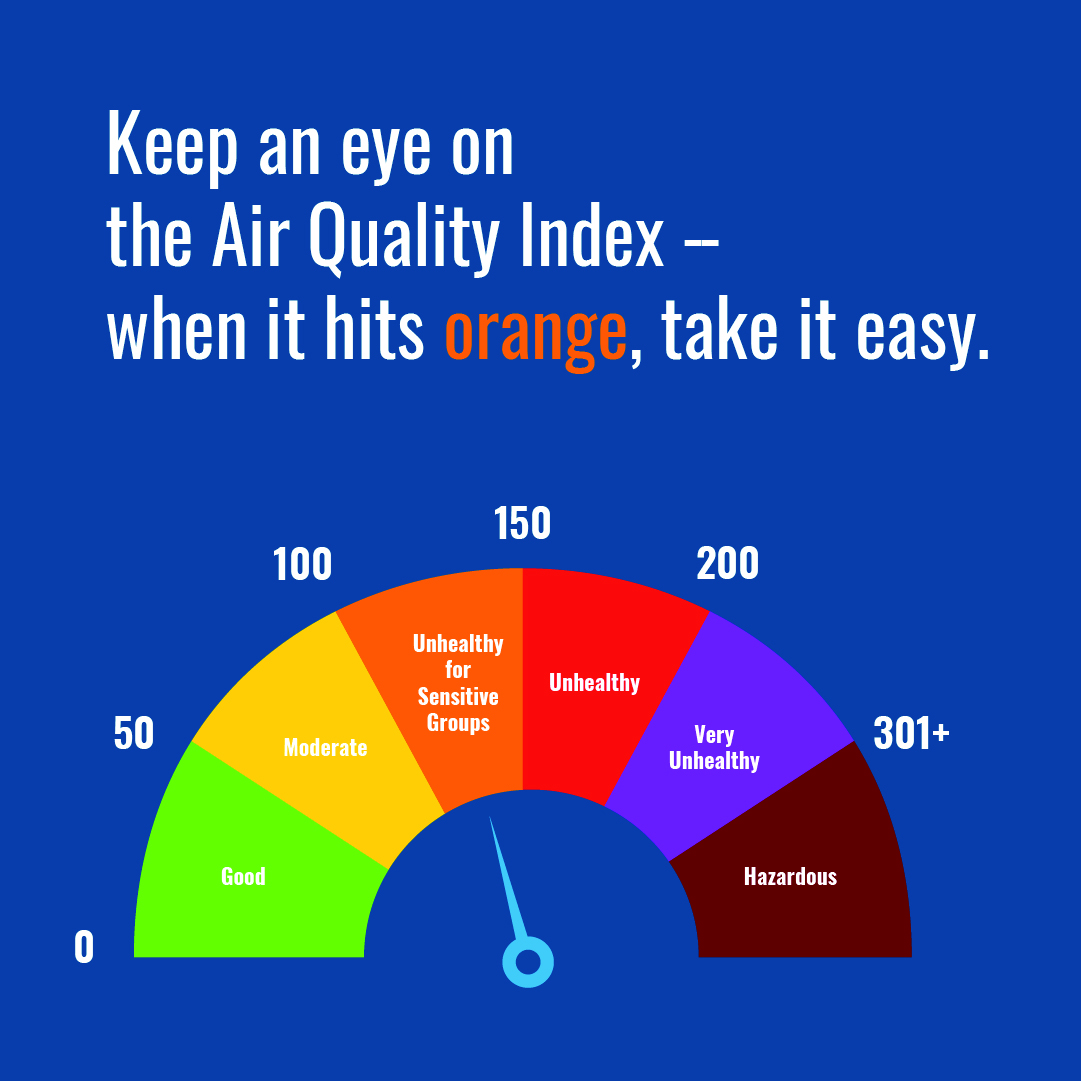 Keep an eye on
the Air Quality Index --
when it hits orange, take it easy.
150
100
200
Unhealthy
for
Sensitive
Groups
Unhealthy
50
301+
Moderate
Very
Unhealthy
Good
Hazardous
0